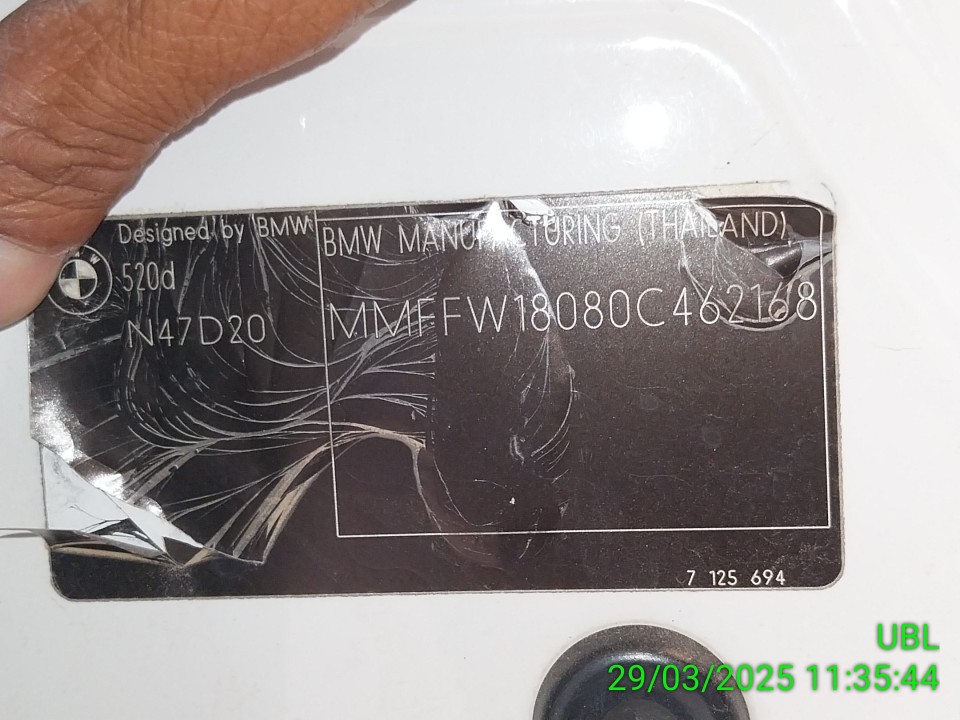 Designed by BMW
BMW MANUFACTURING (THAILAND)
520d
MMFFW18080C462168
N47D20
7 125 694
UBL
29/03/2025 11:35:44